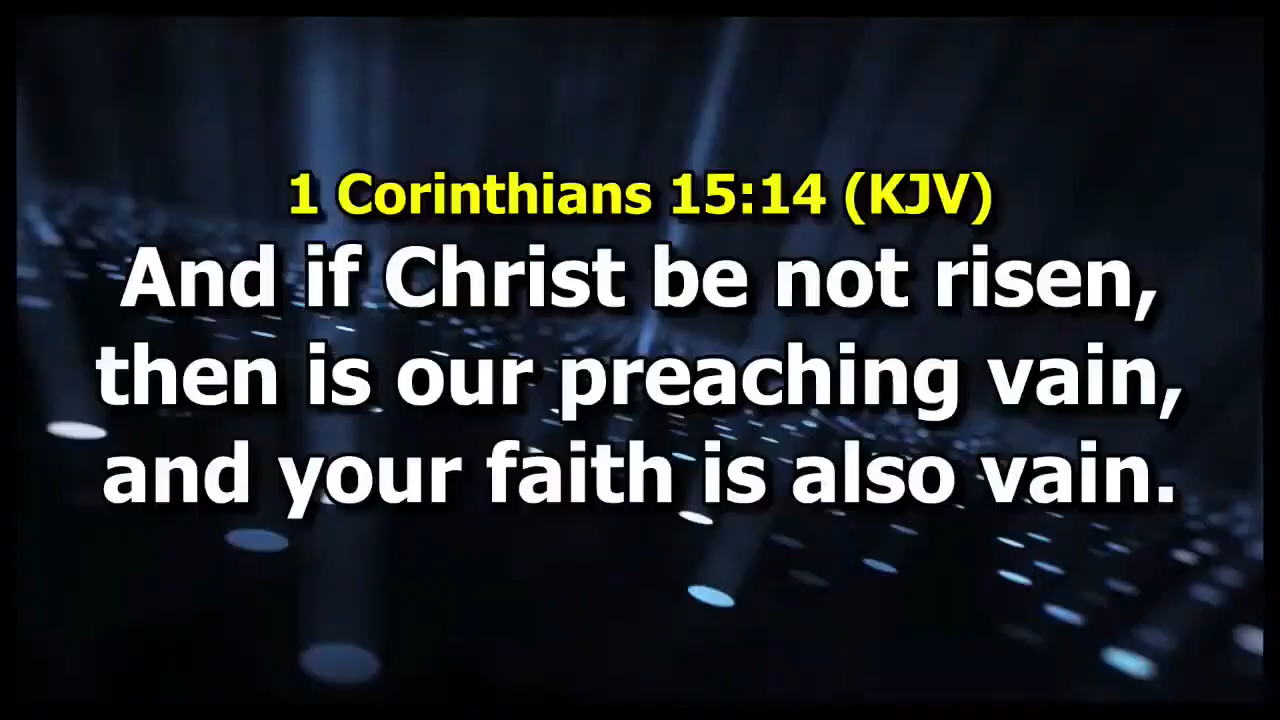 1 Corinthians 15:14 (KJV)
And if Christ be not risen,
then is our preaching vain,
and your faith is also vain.